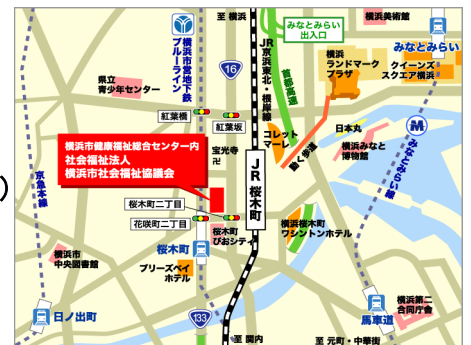 至 横浜
横浜市営地下鉄
ブルーライン
16
JR京浜東北・根岸線
首都高速
みなとみらい
出入口
横浜美術館
みなとみらい
横浜
ランドマーク
プラザ
クイーンズ
スクエア横浜
県立
青少年センター
紅葉橋
紅葉坂
コレット
マーレ
動く歩道
日本丸
横浜みなと
博物館
M
みなとみらい線
横浜市健康福祉総合センター内
社会福祉法人
横浜市社会福祉協議会
宝光寺
卍
JR 桜木町
)
京急本線
桜木町二丁目
花咲町二丁目
桜木町
ぴおシティ
横浜桜木町
ワシントンホテル
桜木町
ブリーズベイ
ホテル
横浜市
中央図書館
日ノ出町
133
馬車道
横浜第二
合同庁舎
至 関内
至 元町・中華街